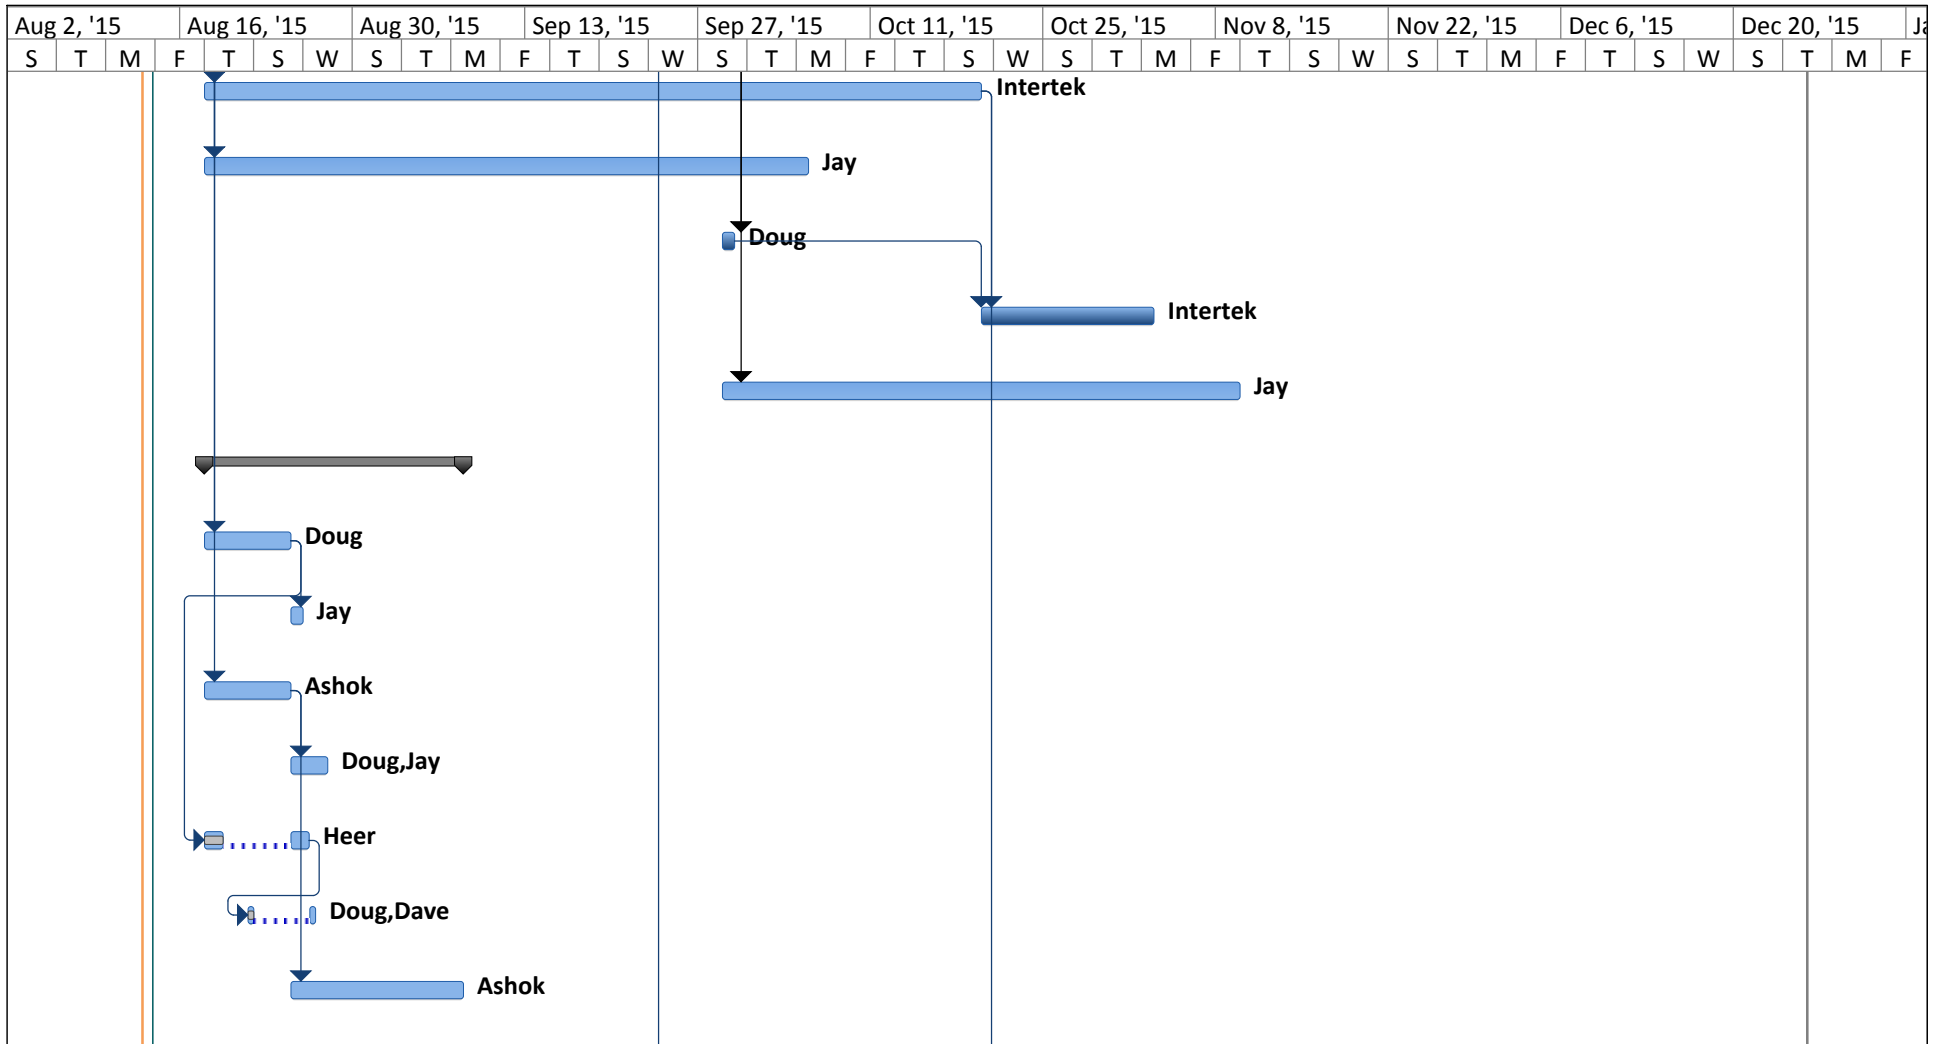 Aug 2, '15 Aug 16, '15 Aug 30, '15 Sep 13, '15 Sep 27, '15 Oct 11, '15 Oct 25, '15 Nov 8, '15 Nov 22, '15 Dec 6, '15 Dec 20, '15
S T M F T S W S T M F T S W S T M F T S W S T M F T S W S T M F T S W S T M F
Intertek
Jay
Doug
Intertek
Jay
Doug
Jay
Ashok
Doug,Jay
Heer
Doug,Dave
Ashok